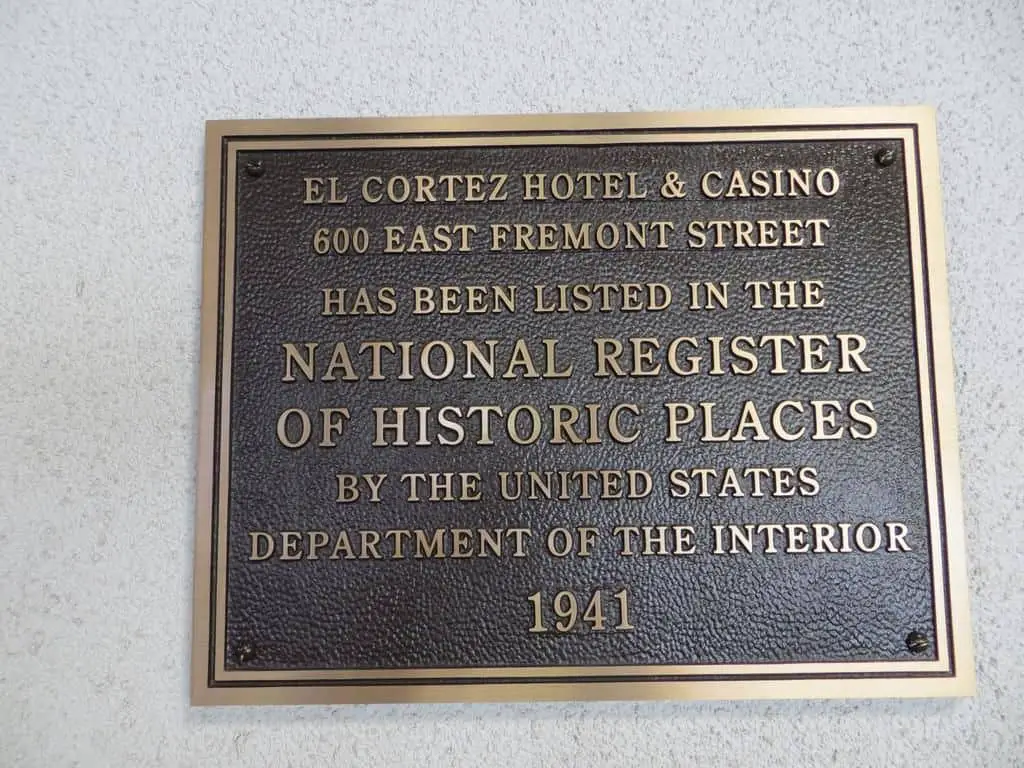 EL CORTEZ HOTEL & CASINO
600 EAST FREMONT STREET
HAS BEEN LISTED IN THE
NATIONAL REGISTER
OF HISTORIC PLACES
BY THE UNITED STATES
DEPARTMENT OF THE INTERIOR
1941